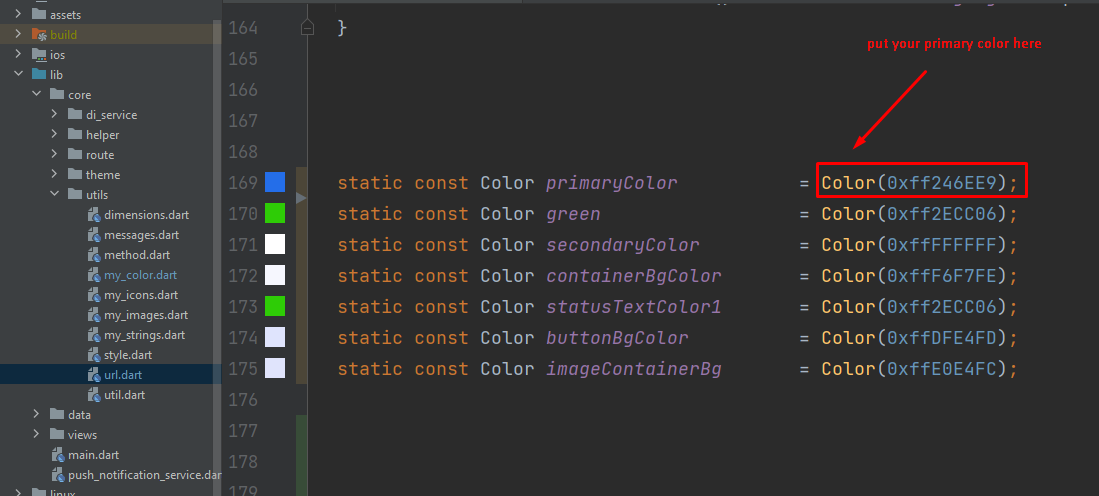 assets
build
ios
lib
core
di_service
helper
route
theme
utils
dimensions.dart
messages.dart
method.dart
my_color.dart
my_icons.dart
my_images.dart
my_strings.dart
style.dart
url.dart
util.dart
data
views
main.dart
push_notification_service.dar
linux
put your primary color here
164 }
165
166
167
168
169 static const Color primaryColor = Color(0xff246EE9);
170 static const Color green = Color(0xff2ECC06);
171 static const Color secondaryColor = Color(0xffFFFFFF);
172 static const Color containerBgColor = Color(0xffF6F7FE);
173 static const Color statusTextColor1 = Color(0xff2ECC06);
174 static const Color buttonBgColor = Color(0xffDFE4FD);
175 static const Color imageContainerBg = Color(0xffE0E4FC);
176
177
178
179